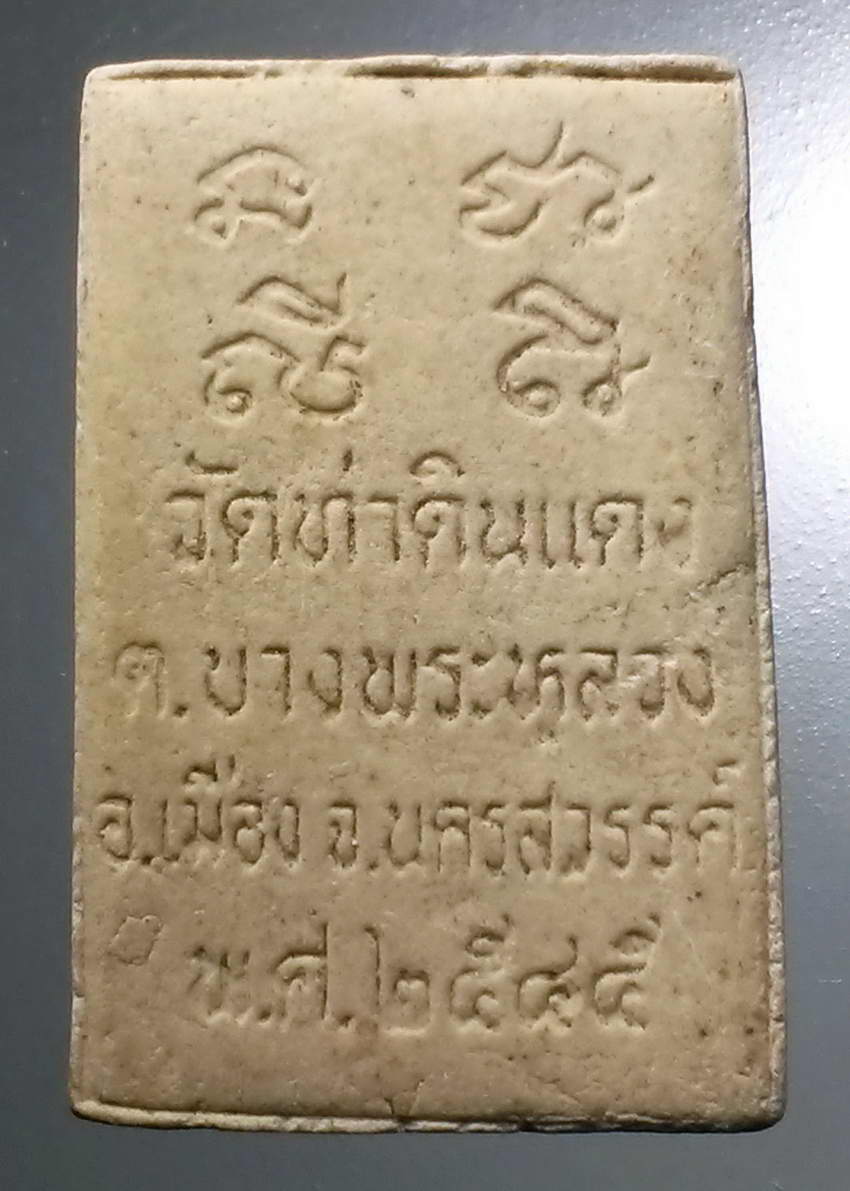 วัดท่าดินแดง
ต.บางพระหลวง
อ.เมือง จ.นครสวรรค์
พ.ศ.๒๕๔๕